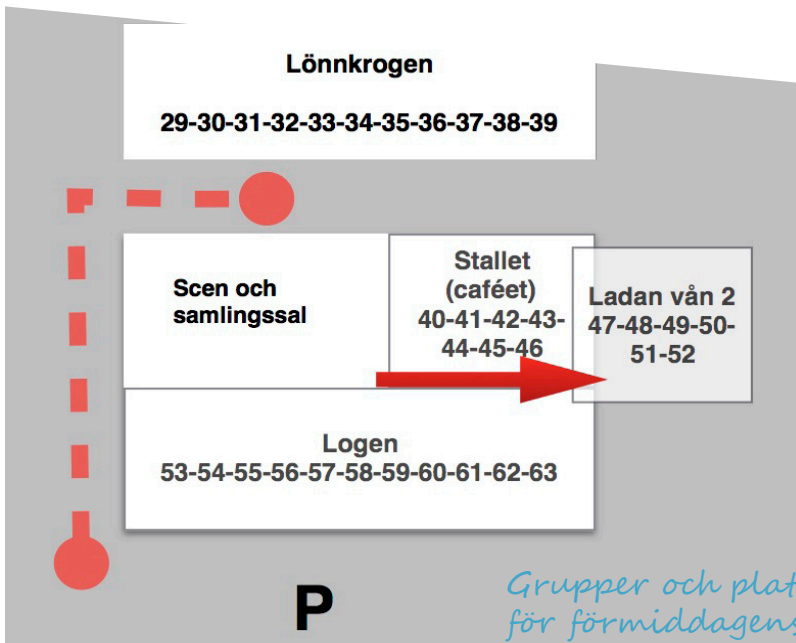 Lönnkrogen
29-30-31-32-33-34-35-36-37-38-39
Scen och
samlingssal
Stallet
(caféet)
40-41-42-43-
44-45-46
Ladan vån 2
47-48-49-50-
51-52
Logen
53-54-55-56-57-58-59-60-61-62-63
P
Grupper och plat
för förmiddagens